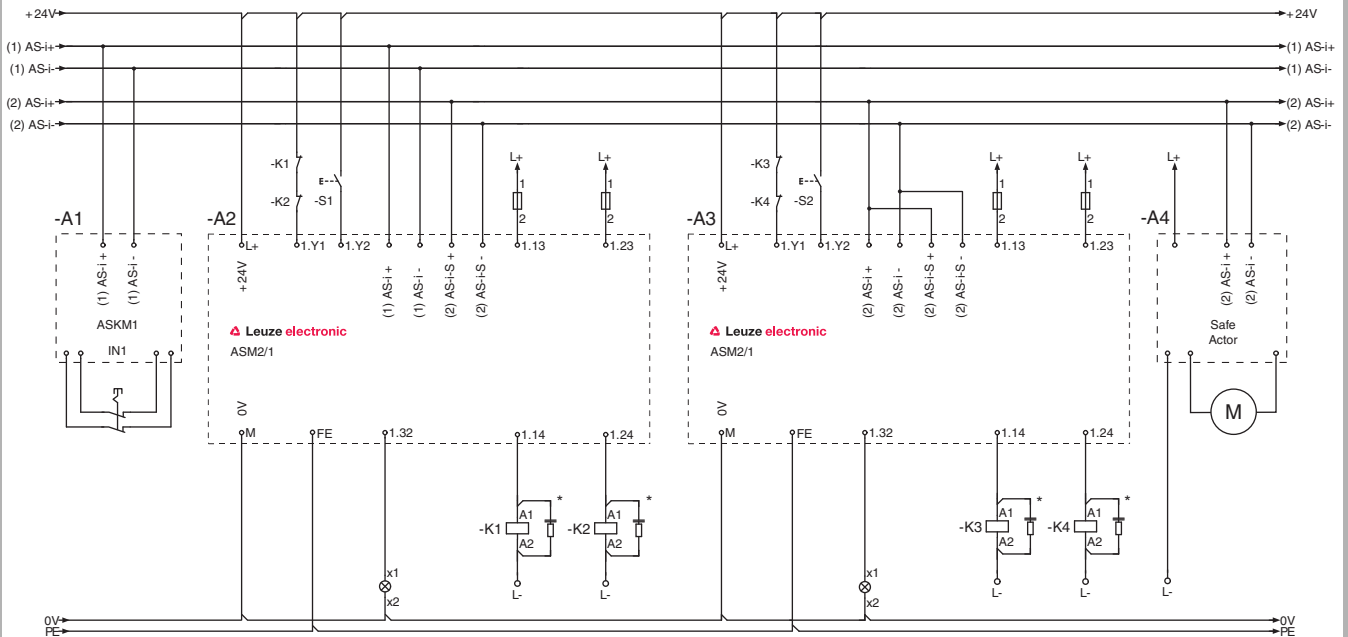 +24V +24V
(1) AS-i+ (1) AS-i+
(1) AS-i- (1) AS-i-
(2) AS-i+ (2) AS-i+
(2) AS-i- (2) AS-i-
-K1 L+ L+ -K3 L+ L+ L+
1 1 1 1
-K2 -S1 -K4 -S2
2 2 2 2
-A1 -A2 -A3 -A4
L+ 1.Y1 1.Y2 1.13 1.23 L+ 1.Y1 1.Y2 1.13 1.23
(1) AS-i +
(1) AS-i -
+24V
(1) AS-i +
(1) AS-i -
(2) AS-i-S +
(2) AS-i-S -
+24V
(2) AS-i +
(2) AS-i -
(2) AS-i-S +
(2) AS-i-S -
(2) AS-i +
(2) AS-i -
ASKM1
IN1
Leuze electronic
ASM2/1
Leuze electronic
ASM2/1
Safe
Actor
M
0V 0V
M FE 1.32 1.14 1.24 M FE 1.32 1.14 1.24
* * * *
A1 A1 A1 A1
-K1 -K2 -K3 -K4
A2 A2 A2 A2
x1 x1
L- L- L- L- L-
x2 x2
0V 0V
PE PE